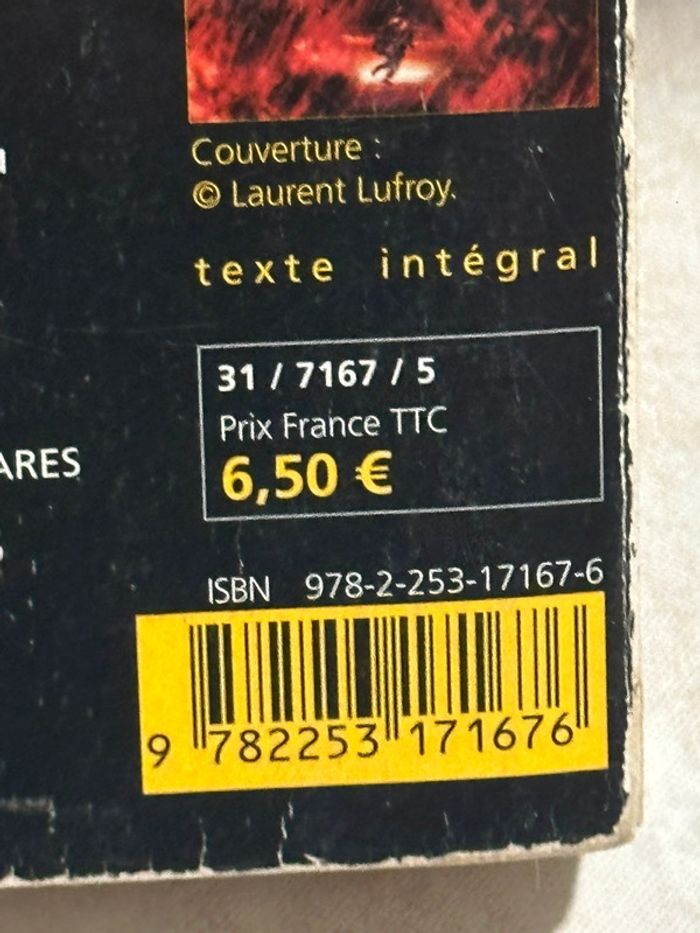 Couverture :
© Laurent Lufroy.
texte intégral
31 / 7167 / 5
Prix France TTC
6,50 €
ARES
ISBN 978-2-253-17167-6
9 782253 171676